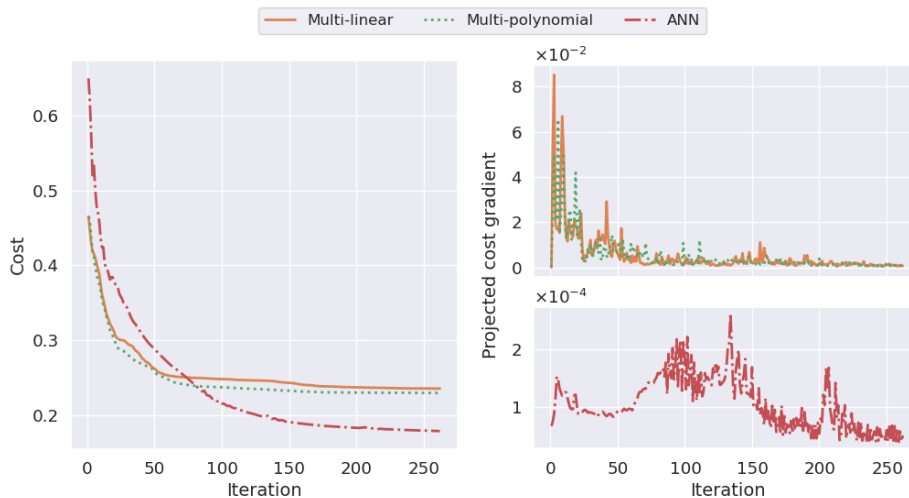 Multi-linear Multi-polynomial ANN
Cost
0.6
0.5
0.4
0.3
0.2
0 50 100 150 200 250
Iteration
Projected cost gradient
×10⁻²
8
6
4
2
0
×10⁻⁴
2
1
0 50 100 150 200 250
Iteration